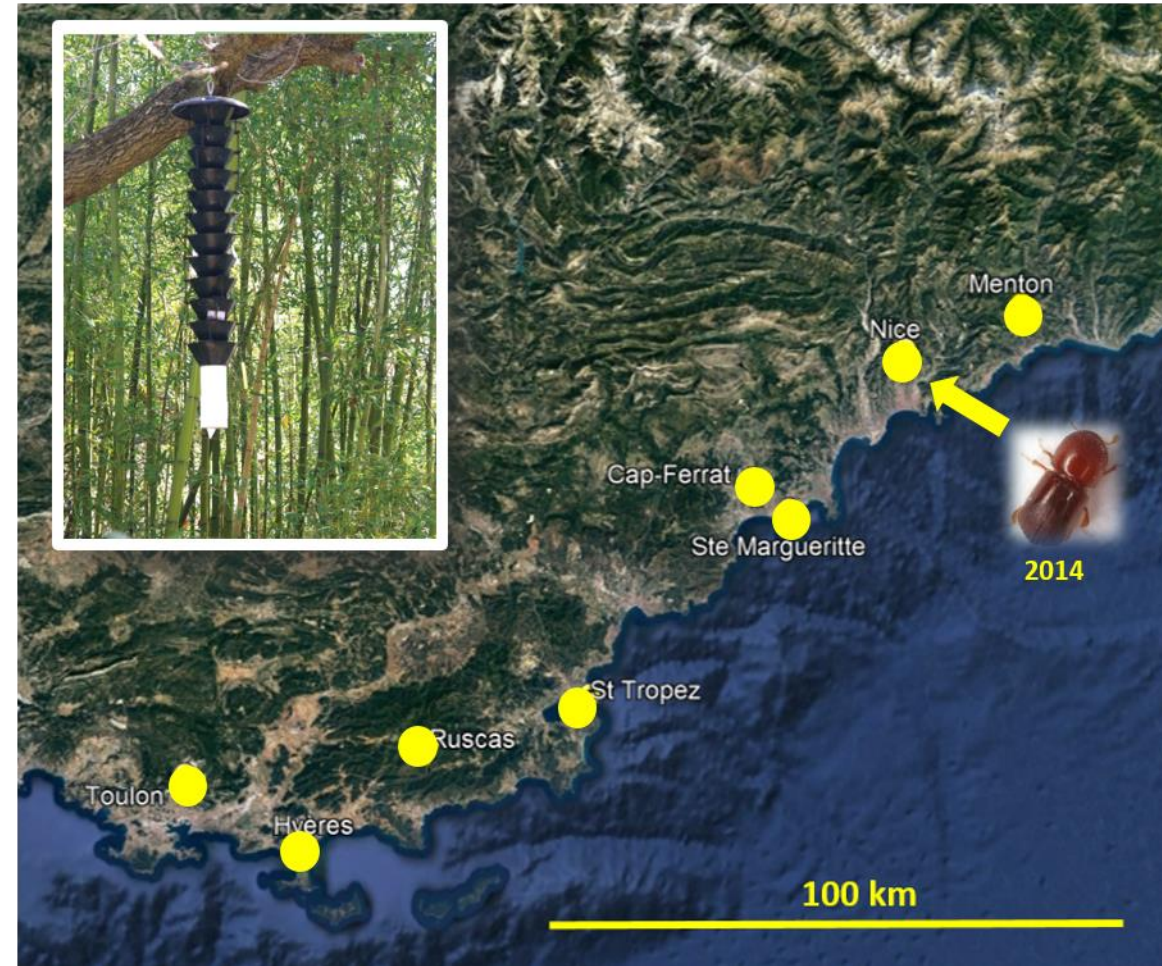 Menton
Nice
Cap-Ferrat
Ste Margueritte
2014
St Tropez
Ruscas
Toulon
Hyères
100 km